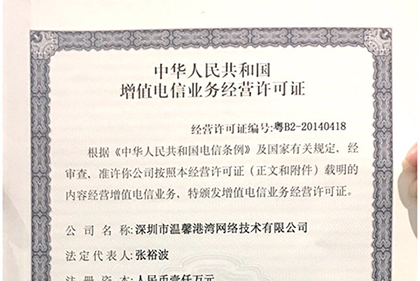 中华人民共和国
增值电信业务经营许可证
经营许可证编号:粤B2-20140418
根据《中华人民共和国电信条例》及国家有关规定，经
审查，准许你公司按照本经营许可证（正文和附件）载明的
内容经营增值电信业务，特颁发增值电信业务经营许可证。
公司名称：深圳市温馨港湾网络技术有限公司
法定代表人：张裕波
注册资本：人民币壹仟万元